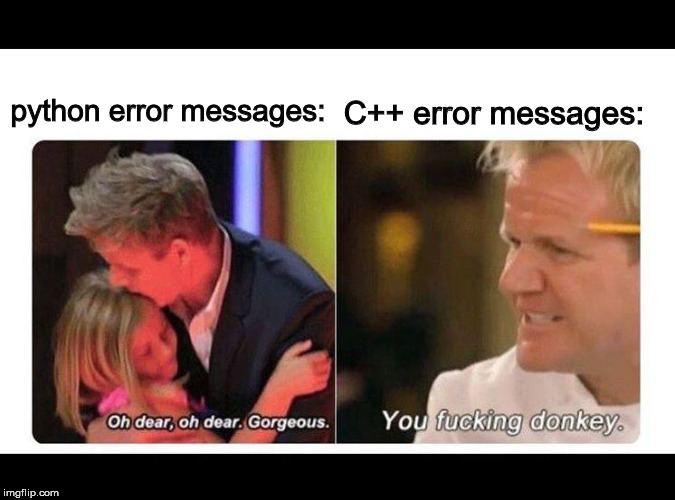 python error messages:
C++ error messages:
Oh dear, oh dear. Gorgeous.
You fucking donkey.
imgflip.com